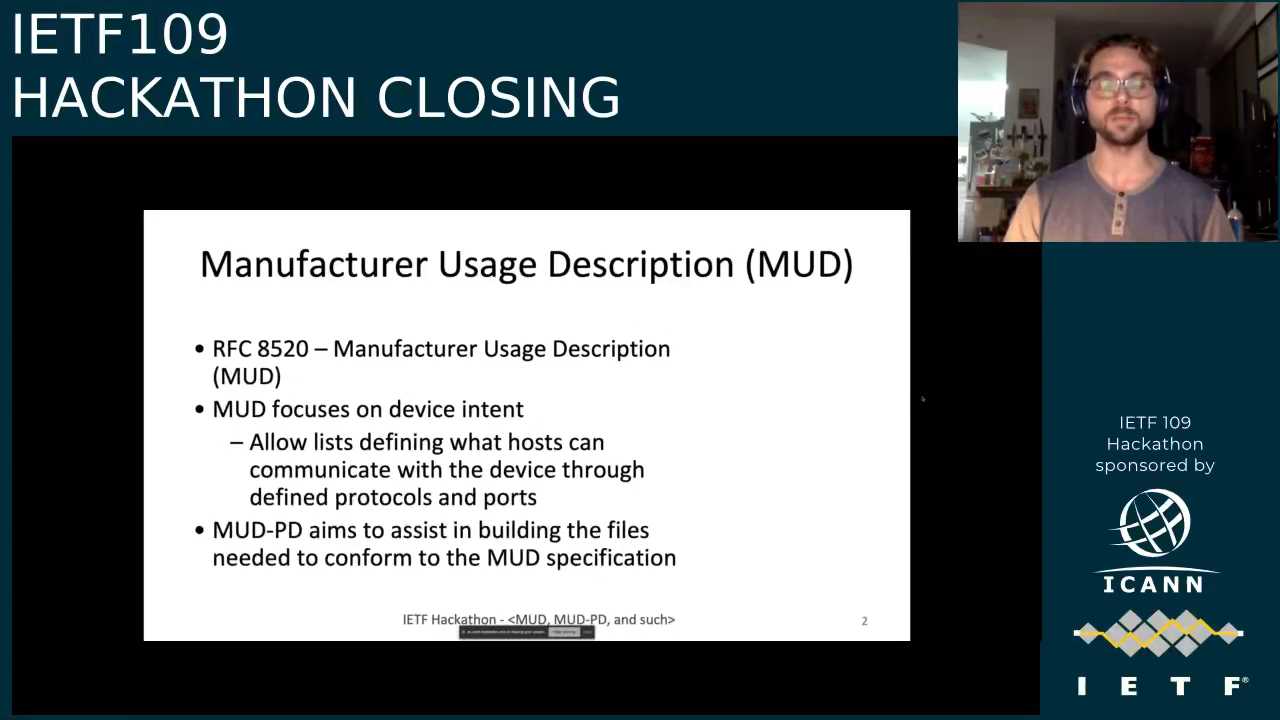 IETF109
HACKATHON CLOSING
Manufacturer Usage Description (MUD)
• RFC 8520 – Manufacturer Usage Description
(MUD)
• MUD focuses on device intent
– Allow lists defining what hosts can
communicate with the device through
defined protocols and ports
• MUD-PD aims to assist in building the files
needed to conform to the MUD specification
IETF Hackathon - <MUD, MUD-PD, and such>
2
IETF 109
Hackathon
sponsored by
ICANN
I E T F®